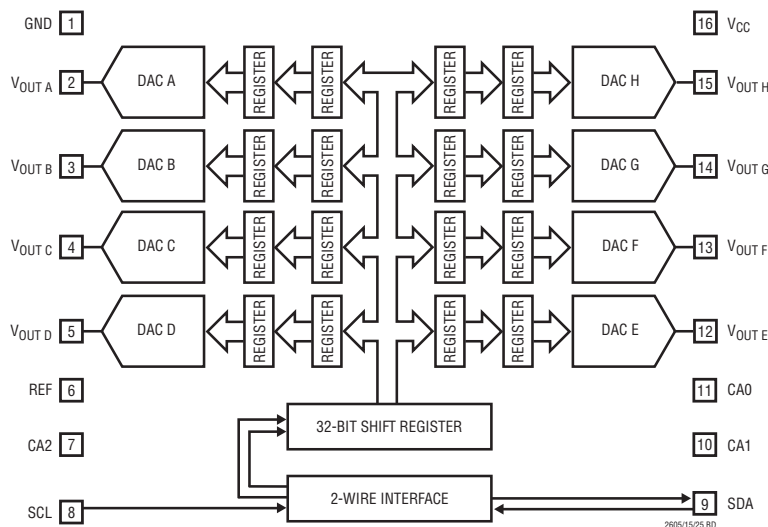 GND 1
16 VCC
VOUT A 2
DAC A
REGISTER
REGISTER
REGISTER
REGISTER
DAC H
15 VOUT H
VOUT B 3
DAC B
REGISTER
REGISTER
REGISTER
REGISTER
DAC G
14 VOUT G
VOUT C 4
DAC C
REGISTER
REGISTER
REGISTER
REGISTER
DAC F
13 VOUT F
VOUT D 5
DAC D
REGISTER
REGISTER
REGISTER
REGISTER
DAC E
12 VOUT E
REF 6
11 CA0
32-BIT SHIFT REGISTER
CA2 7
10 CA1
2-WIRE INTERFACE
SCL 8
9 SDA
2605/15/25 BD